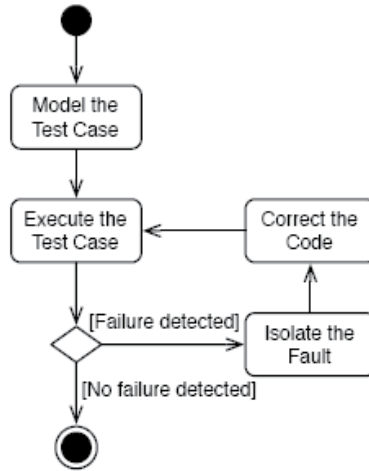 Model the
Test Case
Execute the
Test Case
Correct the
Code
[Failure detected]
Isolate the
Fault
[No failure detected]